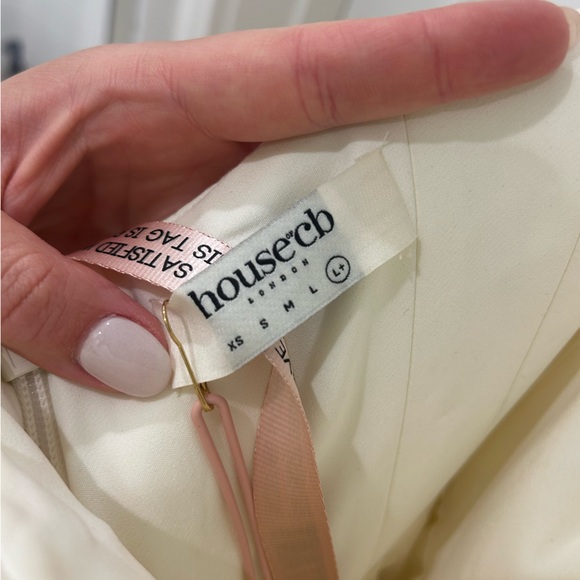 SATISFIED
IS TAG IS
house of cb
LONDON
XS S M L L+